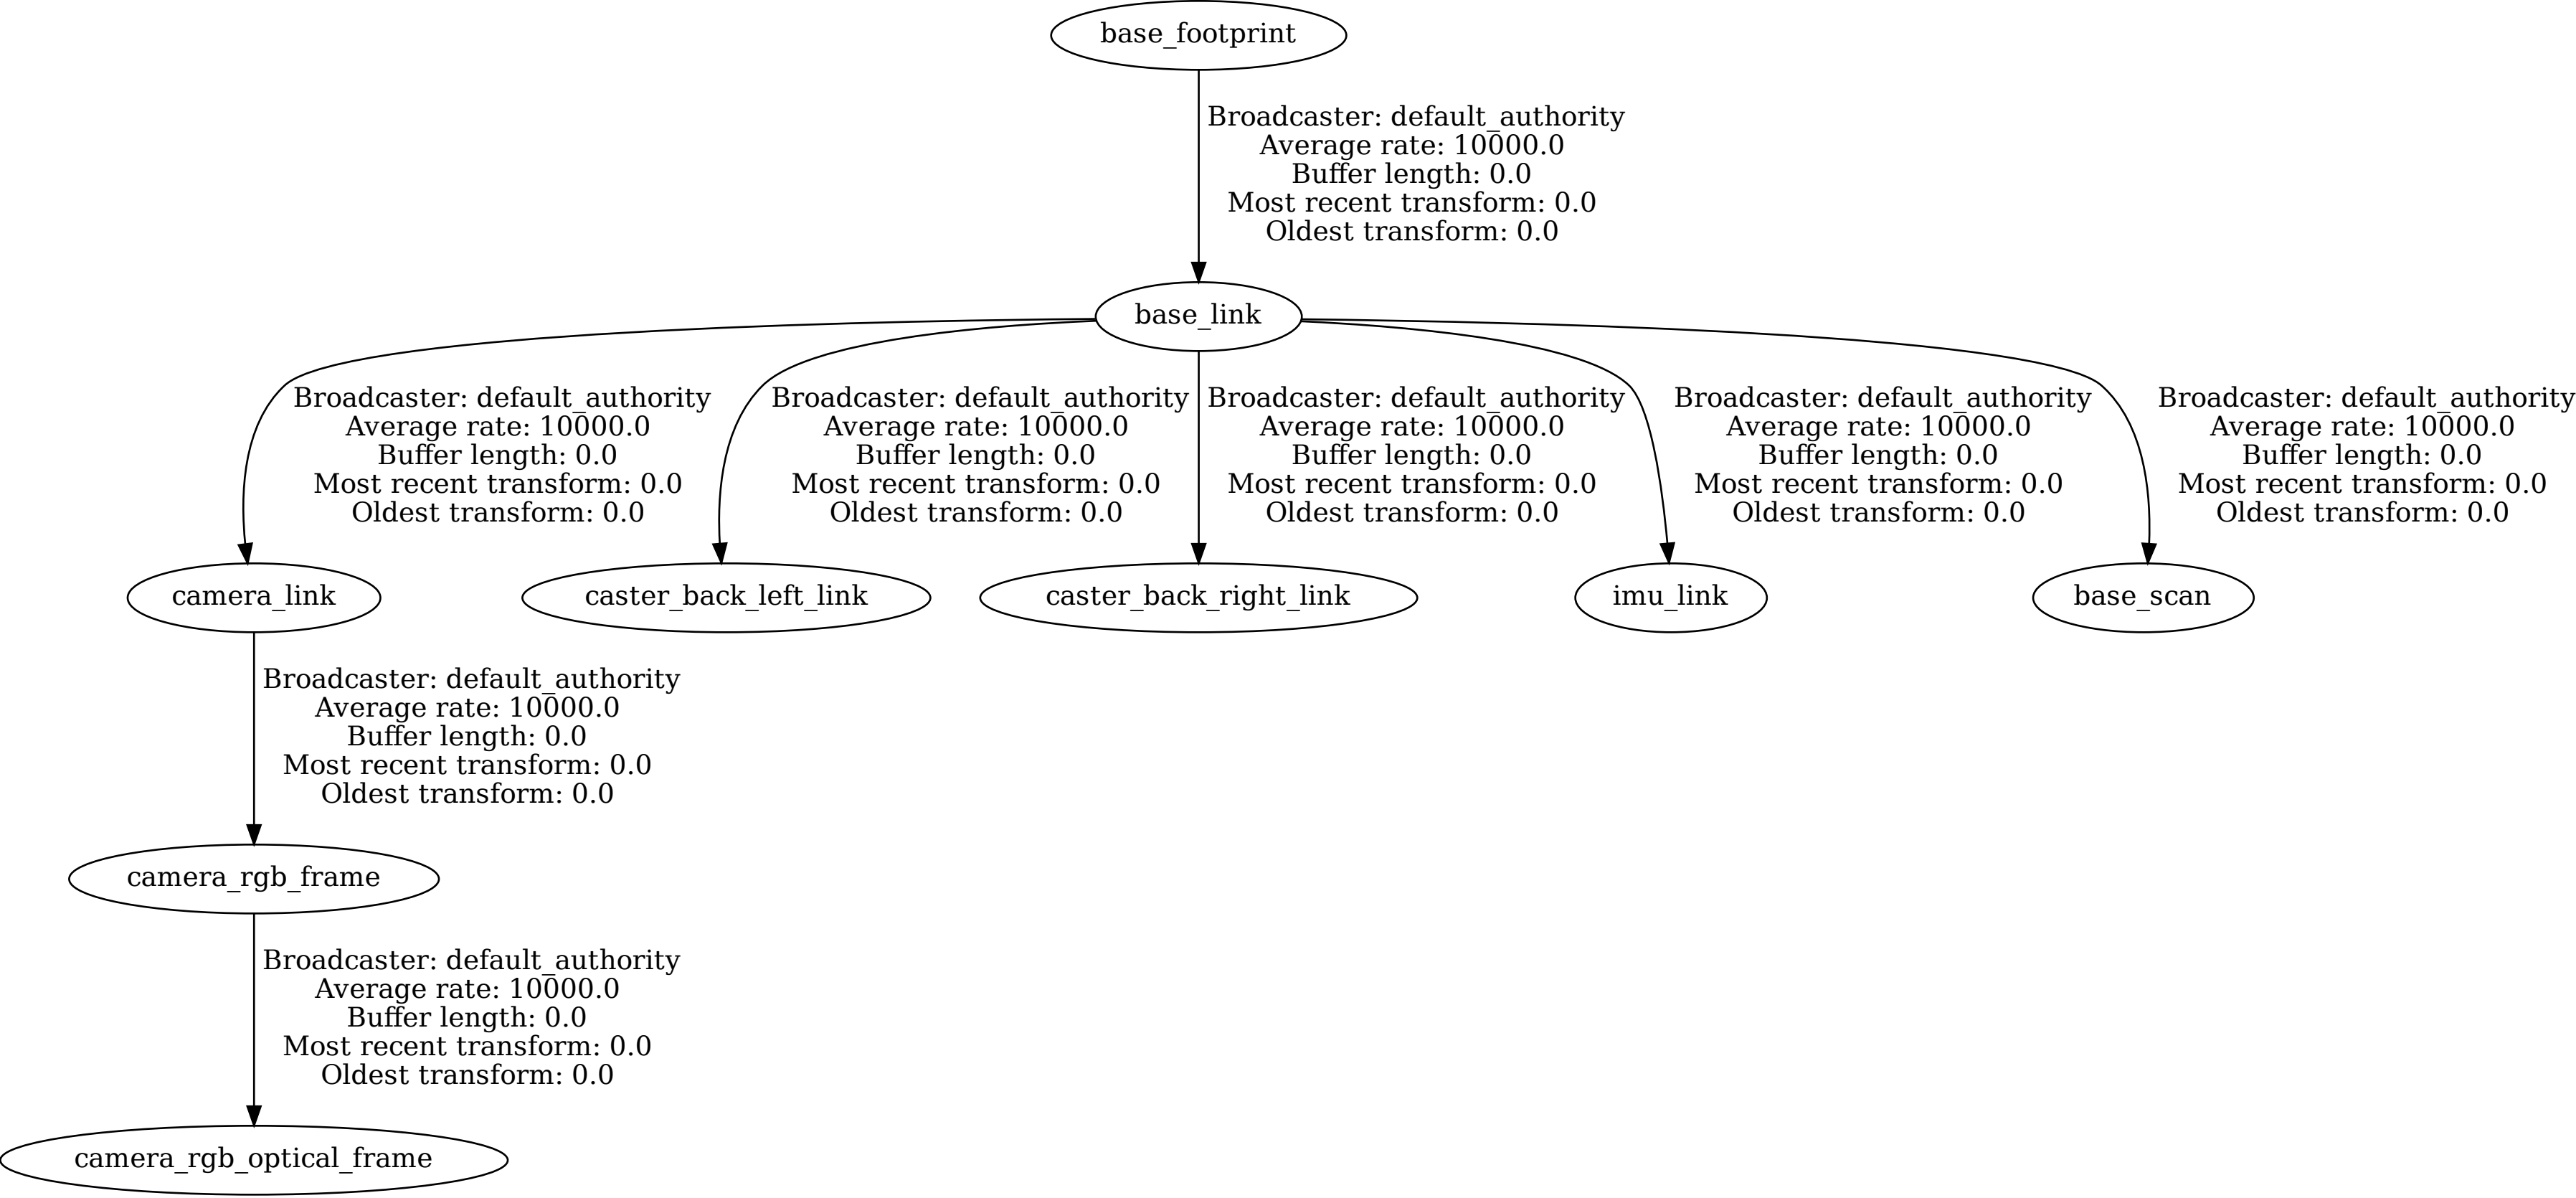 base_footprint
Broadcaster: default_authority
Average rate: 10000.0
Buffer length: 0.0
Most recent transform: 0.0
Oldest transform: 0.0
base_link
Broadcaster: default_authority
Average rate: 10000.0
Buffer length: 0.0
Most recent transform: 0.0
Oldest transform: 0.0
Broadcaster: default_authority
Average rate: 10000.0
Buffer length: 0.0
Most recent transform: 0.0
Oldest transform: 0.0
Broadcaster: default_authority
Average rate: 10000.0
Buffer length: 0.0
Most recent transform: 0.0
Oldest transform: 0.0
Broadcaster: default_authority
Average rate: 10000.0
Buffer length: 0.0
Most recent transform: 0.0
Oldest transform: 0.0
Broadcaster: default_authority
Average rate: 10000.0
Buffer length: 0.0
Most recent transform: 0.0
Oldest transform: 0.0
camera_link
caster_back_left_link
caster_back_right_link
imu_link
base_scan
Broadcaster: default_authority
Average rate: 10000.0
Buffer length: 0.0
Most recent transform: 0.0
Oldest transform: 0.0
camera_rgb_frame
Broadcaster: default_authority
Average rate: 10000.0
Buffer length: 0.0
Most recent transform: 0.0
Oldest transform: 0.0
camera_rgb_optical_frame